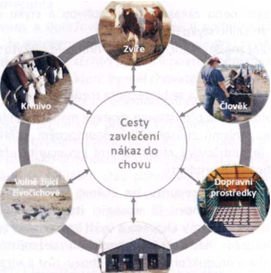 Zvíře
Krmivo
Člověk
Cesty
zavlečení
nákaz do
chovu
Volně žijící
živočichové
Dopravní
prostředky